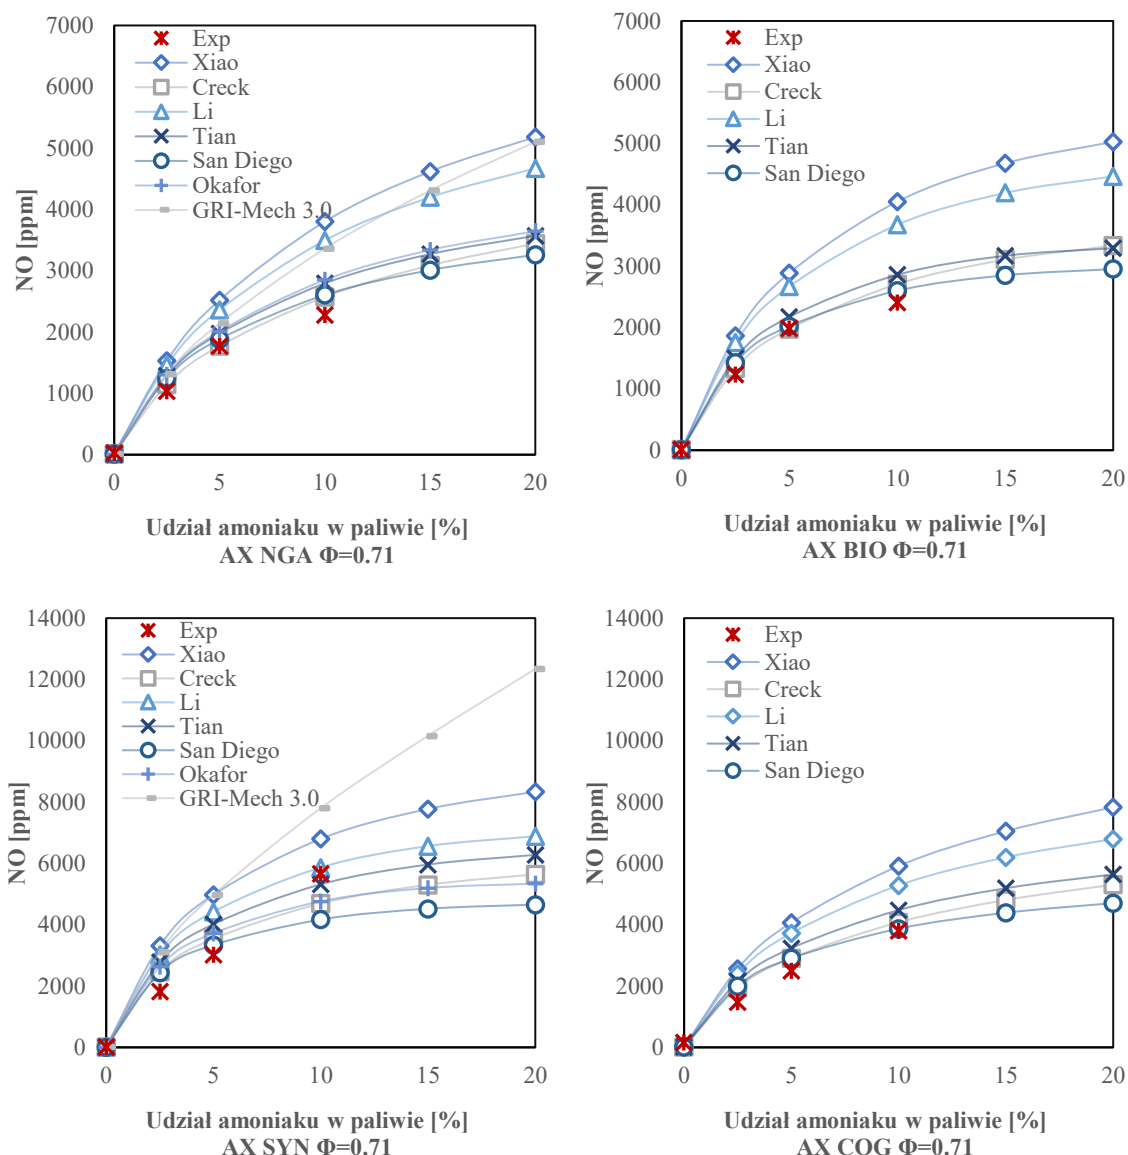 7000
6000
5000
4000
3000
2000
1000
0
NO [ppm]
Exp
Xiao
Creck
Li
Tian
San Diego
Okafor
GRI-Mech 3.0
0 5 10 15 20
Udział amoniaku w paliwie [%]
AX NGA Φ=0.71
7000
6000
5000
4000
3000
2000
1000
0
NO [ppm]
Exp
Xiao
Creck
Li
Tian
San Diego
0 5 10 15 20
Udział amoniaku w paliwie [%]
AX BIO Φ=0.71
14000
12000
10000
8000
6000
4000
2000
0
NO [ppm]
Exp
Xiao
Creck
Li
Tian
San Diego
Okafor
GRI-Mech 3.0
0 5 10 15 20
Udział amoniaku w paliwie [%]
AX SYN Φ=0.71
14000
12000
10000
8000
6000
4000
2000
0
NO [ppm]
Exp
Xiao
Creck
Li
Tian
San Diego
0 5 10 15 20
Udział amoniaku w paliwie [%]
AX COG Φ=0.71